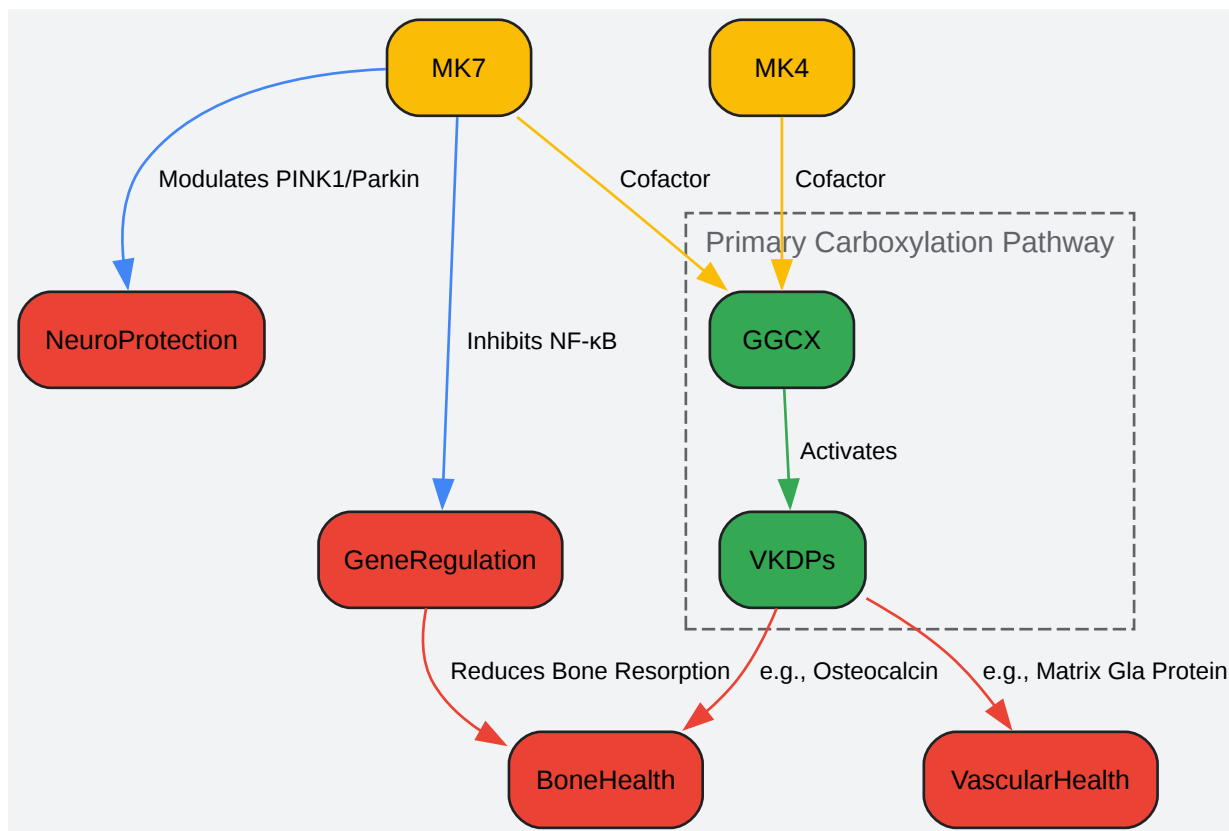 MK7
MK4
Modulates PINK1/Parkin
Cofactor
Cofactor
Primary Carboxylation Pathway
NeuroProtection
Inhibits NF-κB
GGCX
Activates
GeneRegulation
VKDPs
Reduces Bone Resorption
e.g., Osteocalcin
e.g., Matrix Gla Protein
BoneHealth
VascularHealth